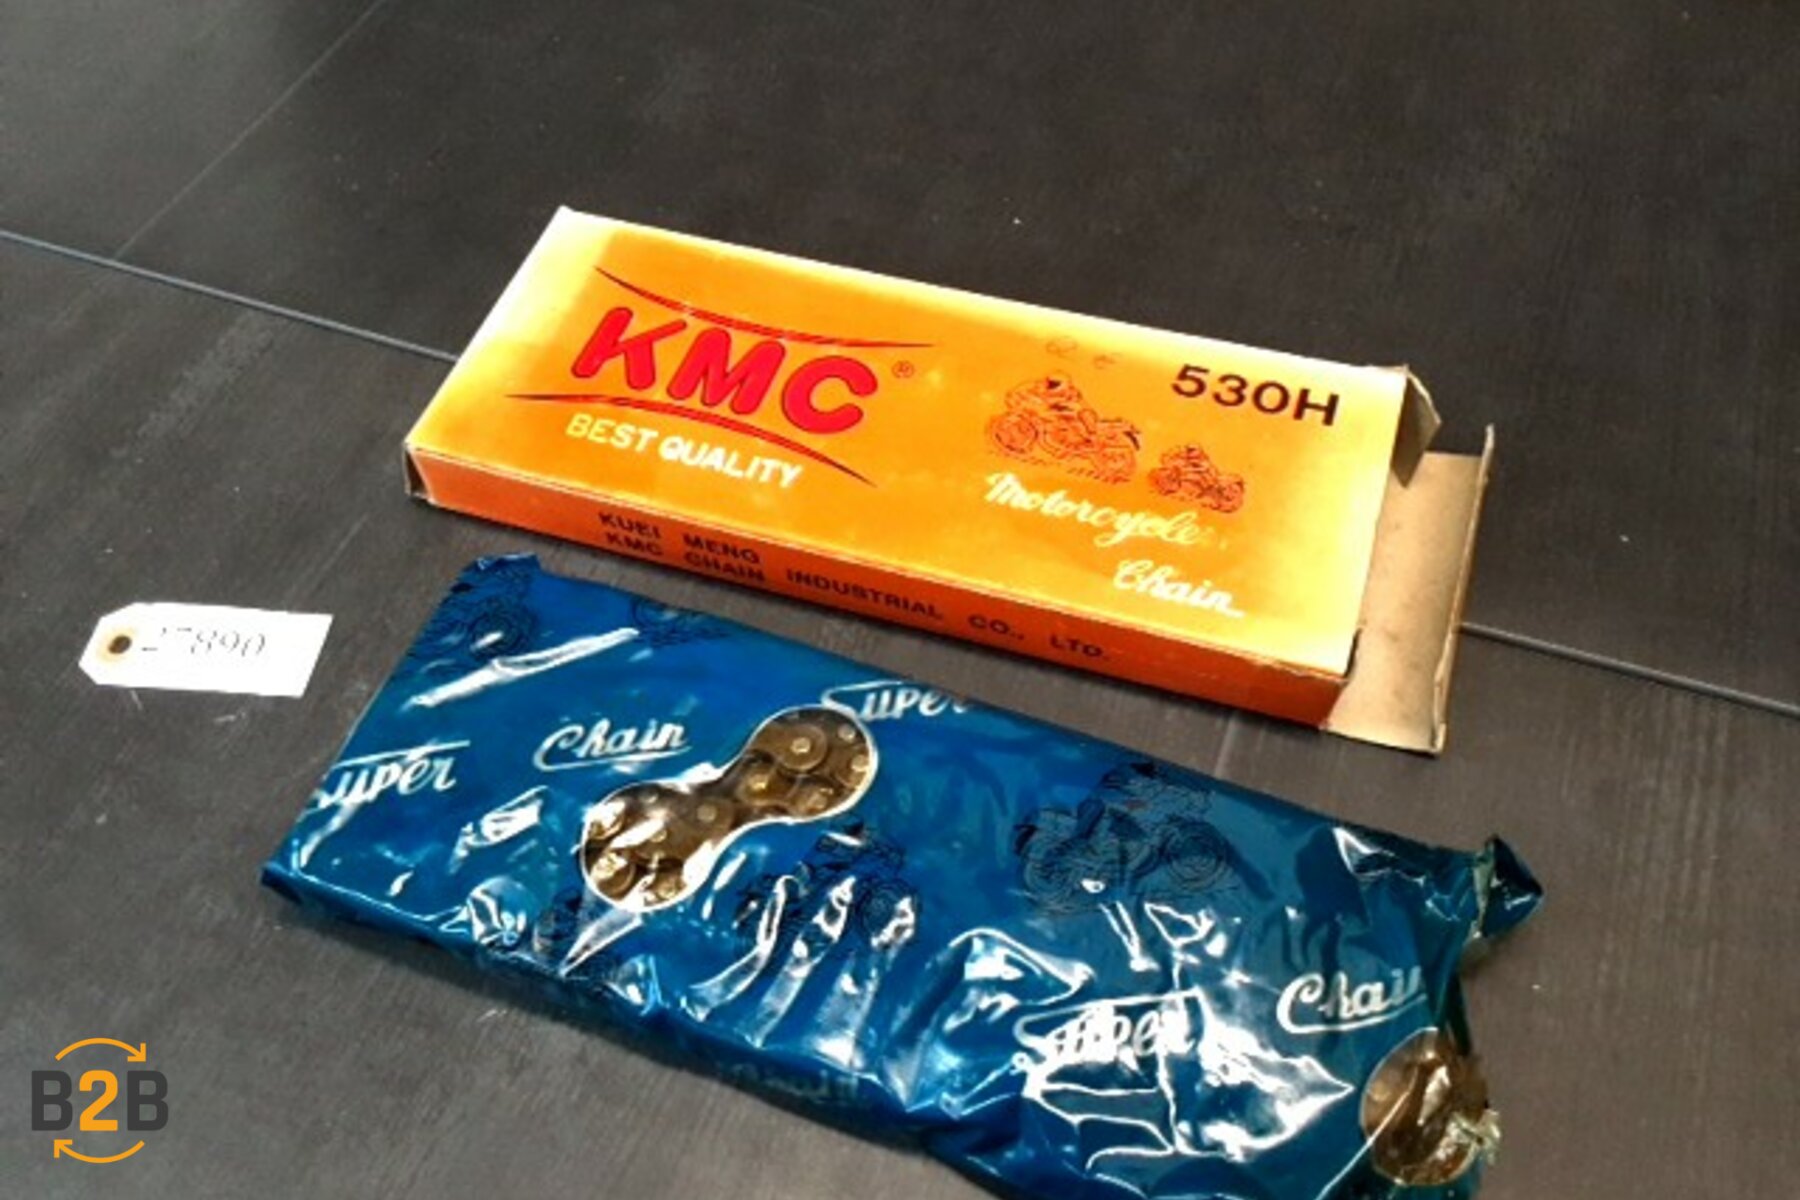 KMC®
BEST QUALITY
530H
Motorcycle
Chain
KUEI MENG
KMC CHAIN INDUSTRIAL CO., LTD.
27890
Super
Chain
Super
Super
Chain
B2B